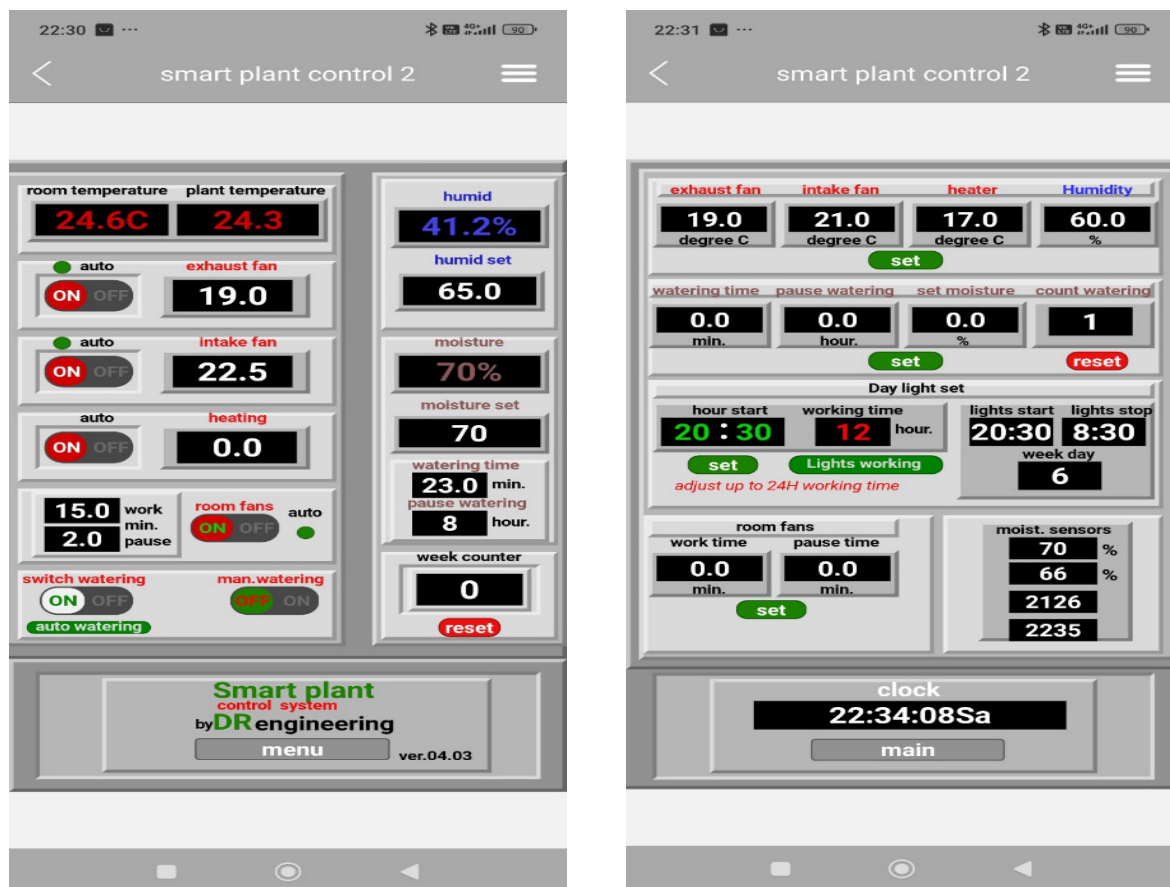 22:30 ... 4G+ 90
smart plant control 2
room temperature plant temperature
24.6C 24.3
auto exhaust fan
ON OFF 19.0
auto intake fan
ON OFF 22.5
auto heating
ON OFF 0.0
15.0 work
min.
2.0 pause
room fans auto
ON OFF
switch watering man.watering
ON OFF OFF ON
auto watering
humid
41.2%
humid set
65.0
moisture
70%
moisture set
70
watering time
23.0 min.
pause watering
8 hour.
week counter
0
reset
Smart plant
control system
by DR engineering
menu ver.04.03
22:31 ... 4G+ 90
smart plant control 2
exhaust fan intake fan heater Humidity
19.0 21.0 17.0 60.0
degree C degree C degree C %
set
watering time pause watering set moisture count watering
0.0 0.0 0.0 1
min. hour. %
set reset
Day light set
hour start working time lights start lights stop
20:30 12 hour. 20:30 8:30
week day
set Lights working 6
adjust up to 24H working time
room fans
work time pause time
0.0 0.0
min. min.
set
moist. sensors
70 %
66 %
2126
2235
clock
22:34:08Sa
main